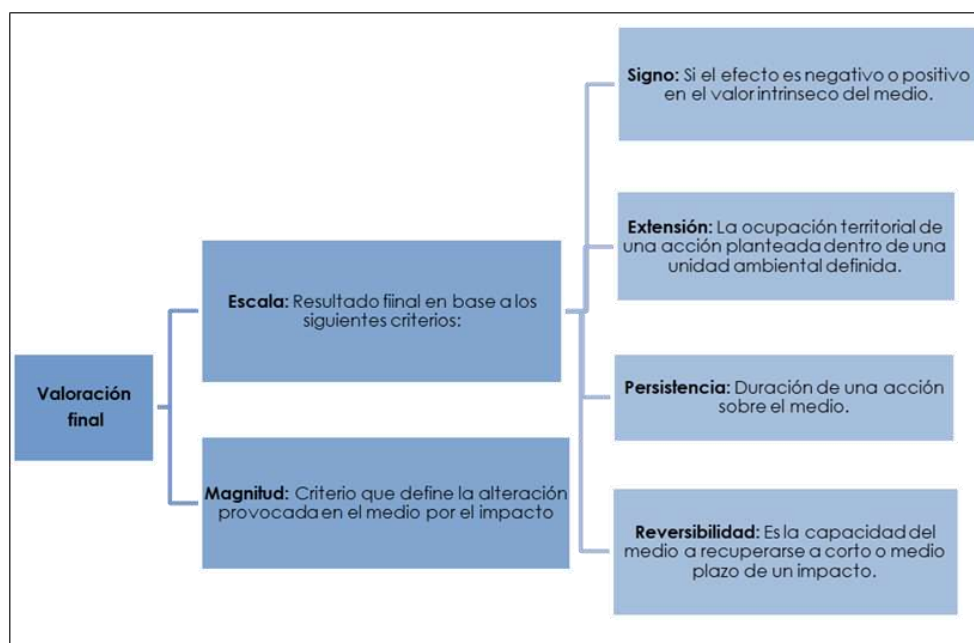 Valoración
final
Escala: Resultado fiinal en base a los
siguientes criterios:
Magnitud: Criterio que define la alteración
provocada en el medio por el impacto
Signo: Si el efecto es negativo o positivo
en el valor intrinseco del medio.
Extensión: La ocupación territorial de
una acción planteada dentro de una
unidad ambiental definida.
Persistencia: Duración de una acción
sobre el medio.
Reversibilidad: Es la capacidad del
medio a recuperarse a corto o medio
plazo de un impacto.